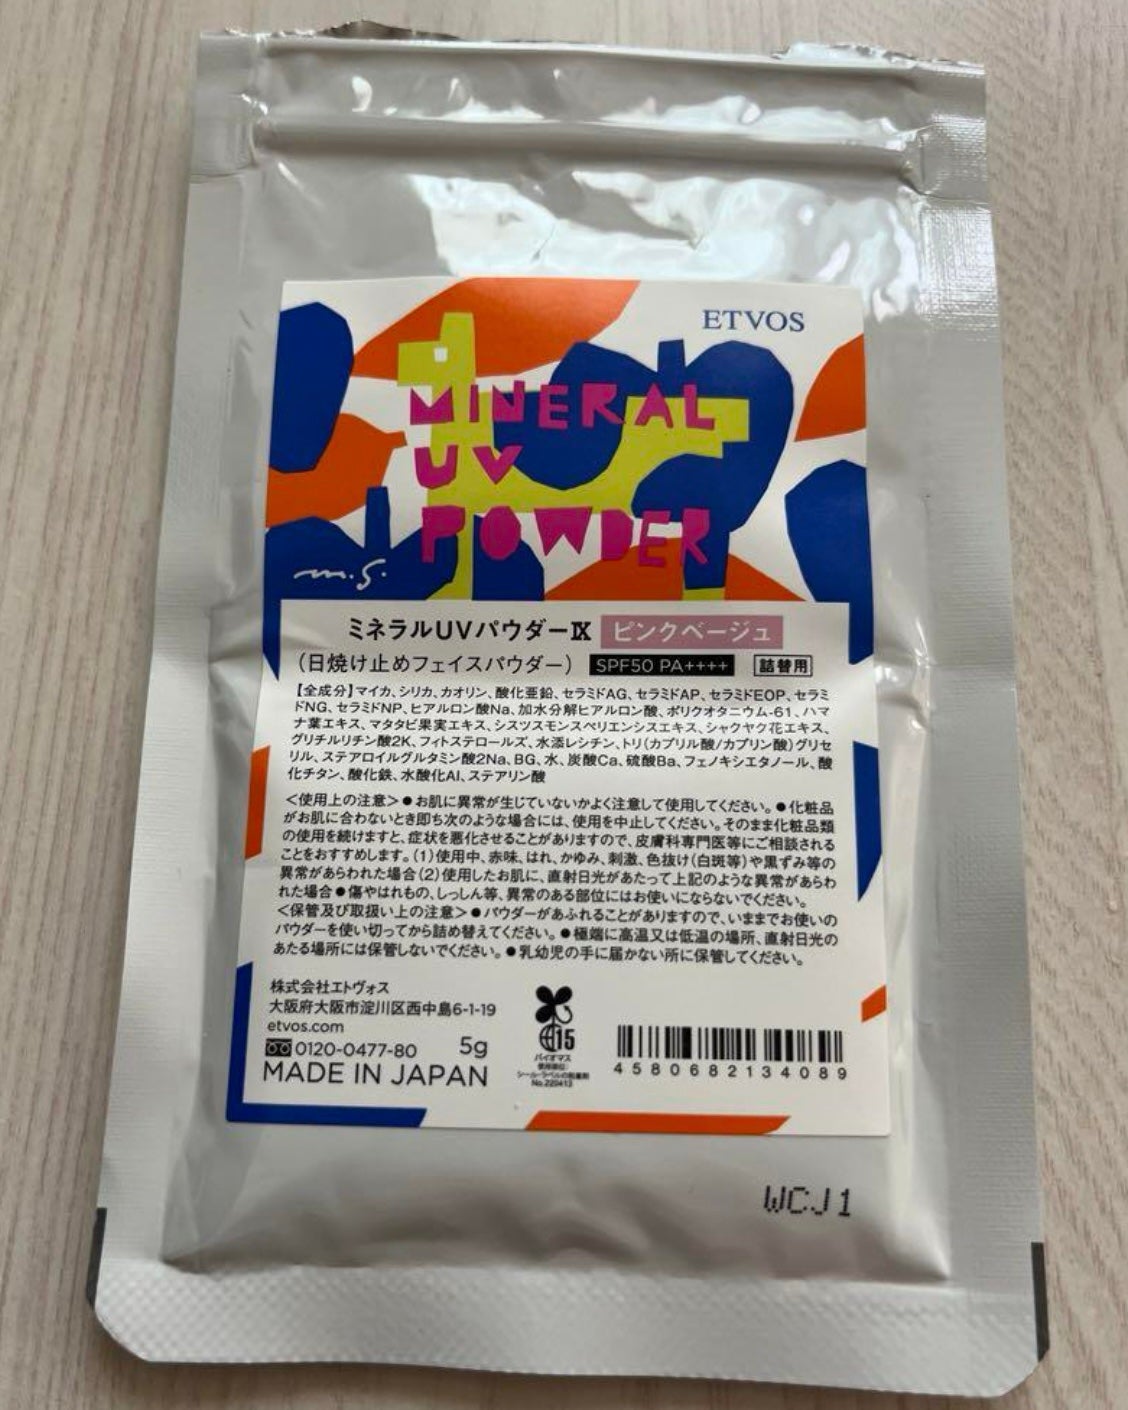 ETVOS
MINERAL
UV
POWDER
m.s.
ミネラルUVパウダーⅨ ピンクベージュ
(日焼け止めフェイスパウダー) SPF50 PA++++ 詰替用
【全成分】マイカ、シリカ、カオリン、酸化亜鉛、セラミドAG、セラミドAP、セラミドEOP、セラミ
ドNG、セラミドNP、ヒアルロン酸Na、加水分解ヒアルロン酸、ポリクオタニウム-61、ハマ
ナ葉エキス、マタタビ果実エキス、シスツスモンスペリエンシスエキス、シャクヤク花エキス、
グリチルリチン酸2K、フィトステロールズ、水添レシチン、トリ(カプリル酸/カプリン酸)グリセ
リル、ステアロイルグルタミン酸2Na、BG、水、炭酸Ca、硫酸Ba、フェノキシエタノール、酸
化チタン、酸化鉄、水酸化Al、ステアリン酸
<使用上の注意>●お肌に異常が生じていないかよく注意して使用してください。●化粧品
がお肌に合わないとき即ち次のような場合には、使用を中止してください。そのまま化粧品類
の使用を続けますと、症状を悪化させることがありますので、皮膚科専門医等にご相談される
ことをおすすめします。(1)使用中、赤味、はれ、かゆみ、刺激、色抜け(白斑等)や黒ずみ等の
異常があらわれた場合(2)使用したお肌に、直射日光があたって上記のような異常があらわ
れた場合●傷やはれもの、しっしん等、異常のある部位にはお使いにならないでください。
<保管及び取扱い上の注意>●パウダーがあふれることがありますので、いままでお使いの
パウダーを使い切ってから詰め替えてください。●極端に高温又は低温の場所、直射日光の
あたる場所には保管しないでください。●乳幼児の手に届かない所に保管してください。
株式会社エトヴォス
大阪府大阪市淀川区西中島6-1-19
etvos.com
0120-0477-80 5g
MADE IN JAPAN
15
バイオマス
使用部位:
シール・ラベルの粘着剤
No.220413
4580682134089
WCJ1